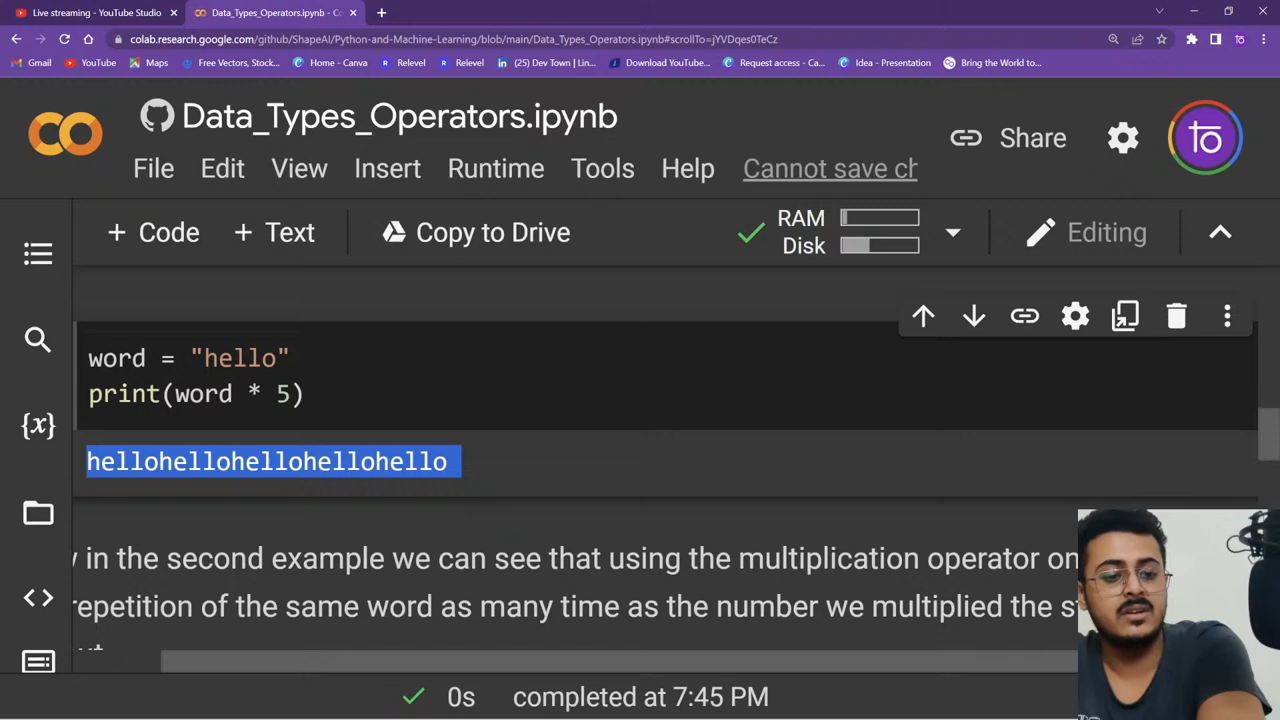 Live streaming - YouTube Studio
Data_Types_Operators.ipynb - Co
colab.research.google.com/github/ShapeAI/Python-and-Machine-Learning/blob/main/Data_Types_Operators.ipynb#scrollTo=jYVDqes0TeCz
Gmail YouTube Maps Free Vectors, Stock... Home - Canva Relevel Relevel (25) Dev Town | Lin... Download YouTube... Request access - Ca... Idea - Presentation Bring the World to...
Data_Types_Operators.ipynb
Share
File Edit View Insert Runtime Tools Help Cannot save ch
+ Code + Text Copy to Drive RAM Disk Editing
{x}
word = "hello"
print(word * 5)
hellohellohellohellohello
in the second example we can see that using the multiplication operator on
repetition of the same word as many time as the number we multiplied the
0s completed at 7:45 PM